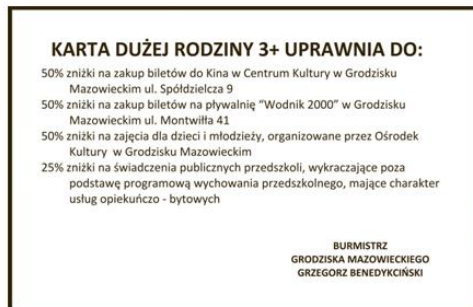 KARTA DUŻEJ RODZINY 3+ UPRAWNIA DO:
50% zniżki na zakup biletów do Kina w Centrum Kultury w Grodzisku
Mazowieckim ul. Spółdzielcza 9
50% zniżki na zakup biletów na pływalnię "Wodnik 2000" w Grodzisku
Mazowieckim ul. Montwiłła 41
50% zniżki na zajęcia dla dzieci i młodzieży, organizowane przez Ośrodek
Kultury w Grodzisku Mazowieckim
25% zniżki na świadczenia publicznych przedszkoli, wykraczające poza
podstawę programową wychowania przedszkolnego, mające charakter
usług opiekuńczo - bytowych
BURMISTRZ
GRODZISKA MAZOWIECKIEGO
GRZEGORZ BENEDYKCIŃSKI